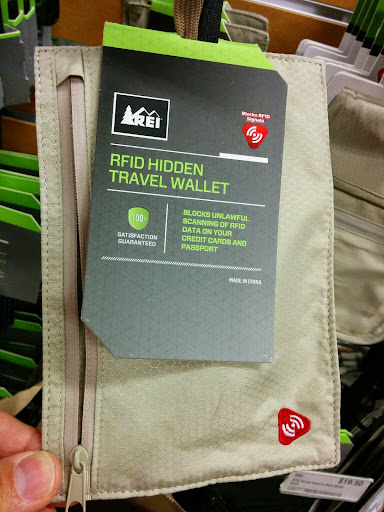 REI
Blocks RFID
Signals
RFID HIDDEN
TRAVEL WALLET
100%
SATISFACTION
GUARANTEED
BLOCKS UNLAWFUL
SCANNING OF RFID
DATA ON YOUR
CREDIT CARDS AND
PASSPORT
MADE IN CHINA
$19.50